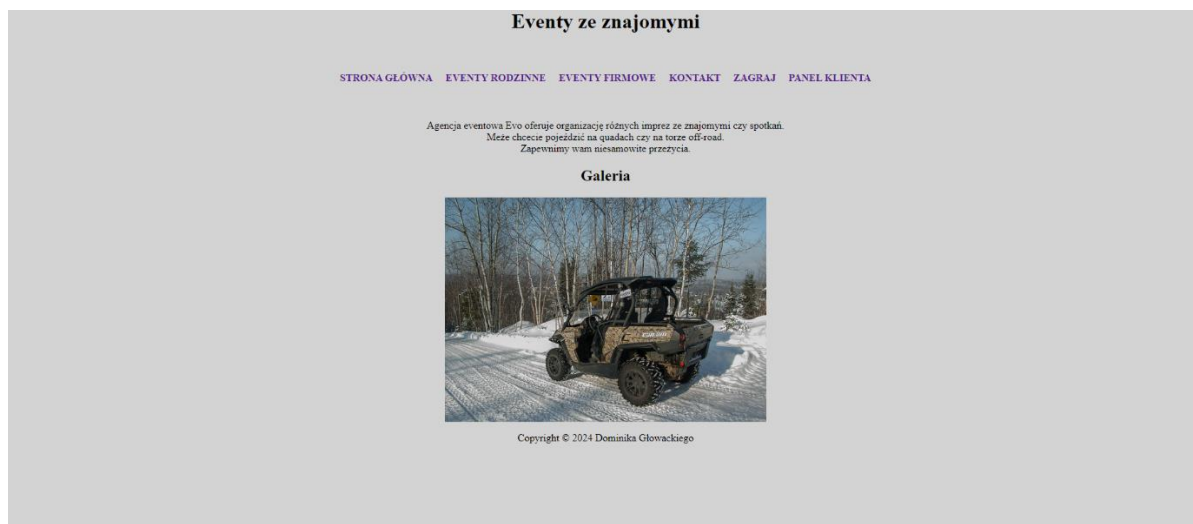 Eventy ze znajomymi
STRONA GŁÓWNA EVENTY RODZINNE EVENTY FIRMOWE KONTAKT ZAGRAJ PANEL KLIENTA
Agencja eventowa Evo oferuje organizację różnych imprez ze znajomymi czy spotkań.
Meże chcecie pojeździć na quadach czy na torze off-road.
Zapewnimy wam niesamowite przeżycia.
Galeria
Copyright © 2024 Dominika Głowackiego